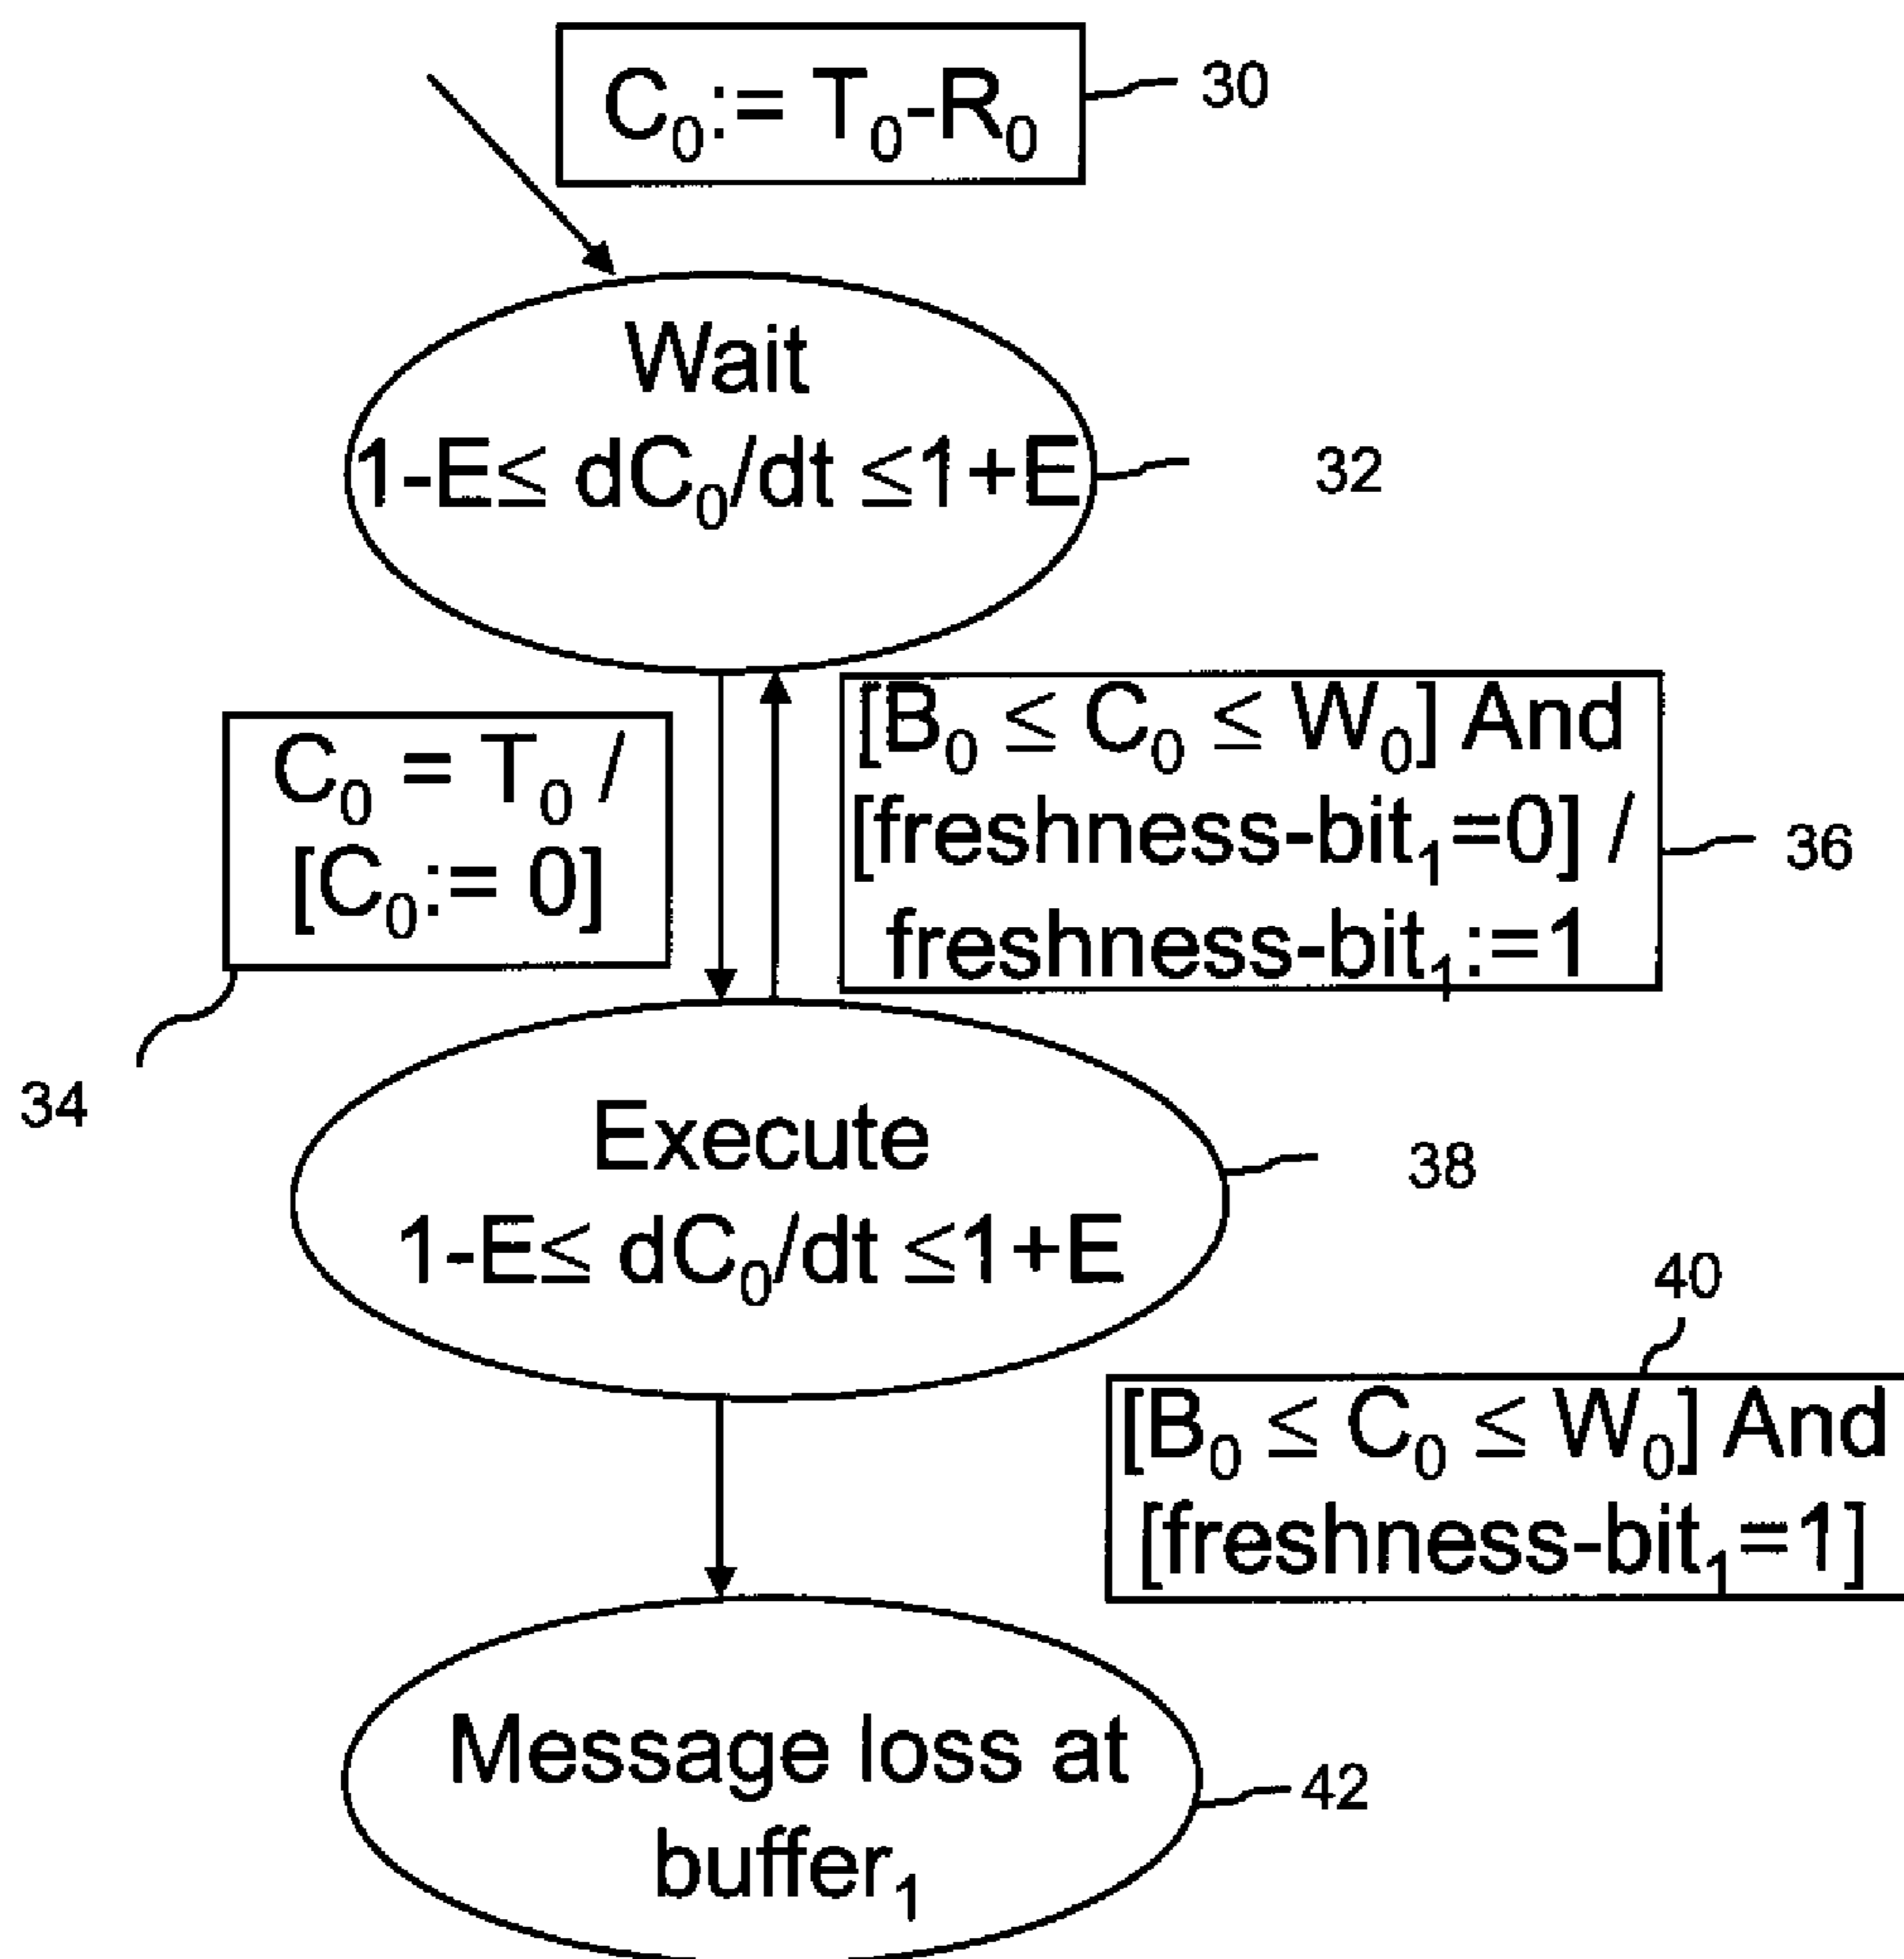 C₀:= T₀-R₀
30
Wait
1-E≤ dC₀/dt ≤1+E
32
C₀ = T₀ /
[C₀:= 0]
34
[B₀ ≤ C₀ ≤ W₀] And
[freshness-bit₁=0] /
freshness-bit₁:=1
36
Execute
1-E≤ dC₀/dt ≤1+E
38
40
[B₀ ≤ C₀ ≤ W₀] And
[freshness-bit₁=1]
Message loss at
buffer₁
42